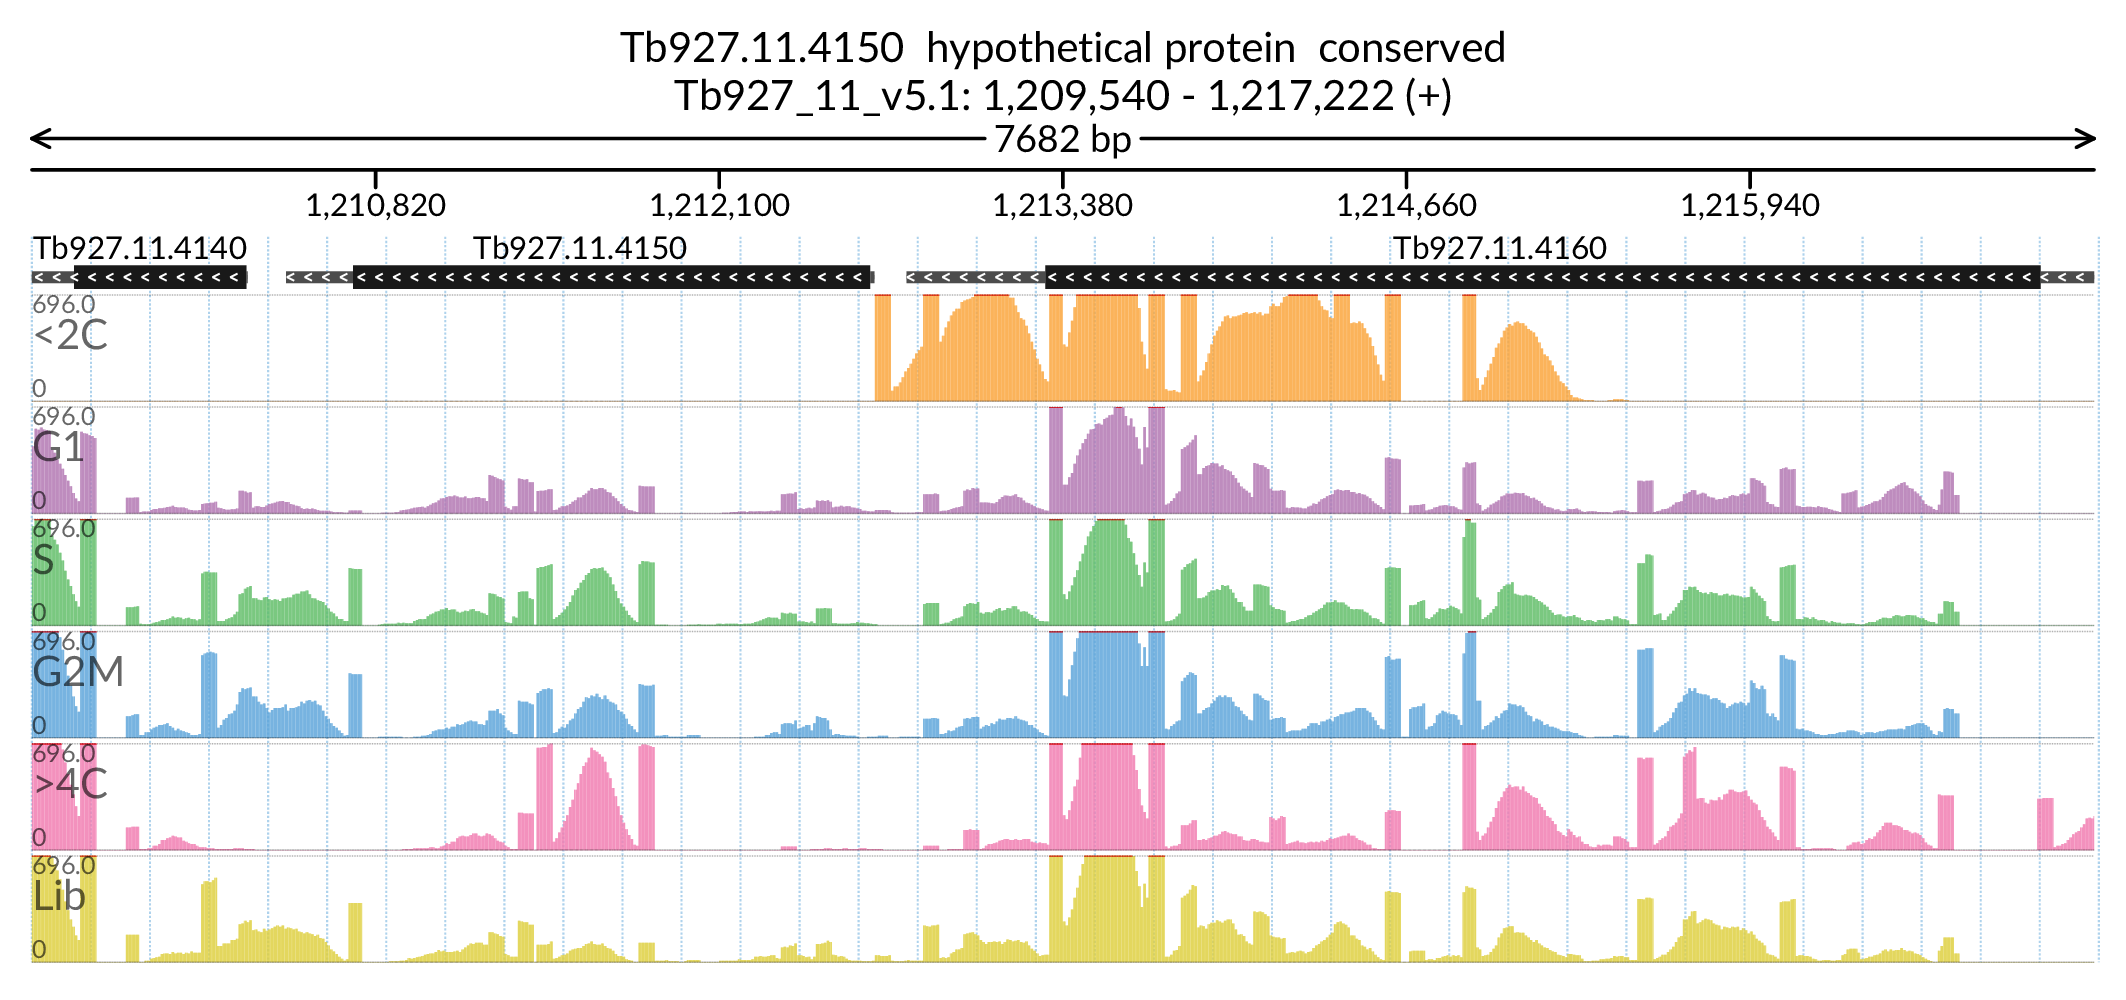 Tb927.11.4150  hypothetical protein  conserved
Tb927_11_v5.1: 1,209,540 - 1,217,222 (+)
7682 bp
1,210,820 1,212,100 1,213,380 1,214,660 1,215,940
Tb927.11.4140 Tb927.11.4150 Tb927.11.4160
696.0
<2C
0
696.0
G1
0
696.0
S
0
696.0
G2M
0
696.0
>4C
0
696.0
Lib
0